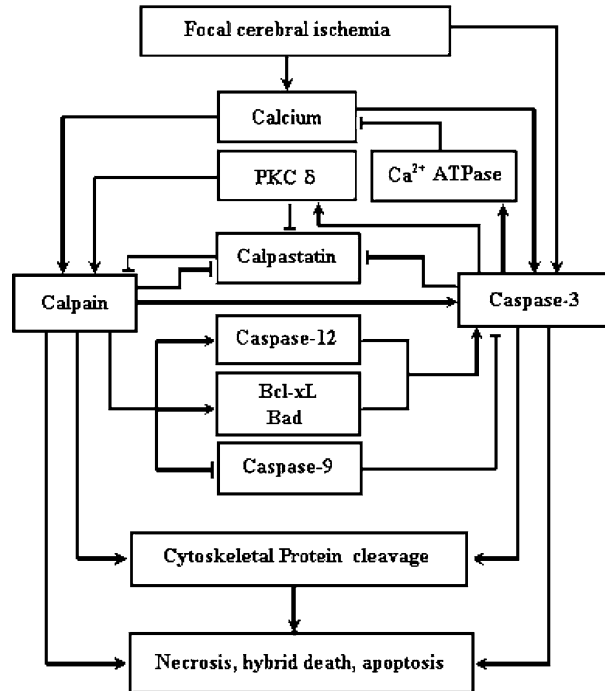 Focal cerebral ischemia
Calcium
PKC δ
Ca²⁺ ATPase
Calpastatin
Calpain
Caspase-3
Caspase-12
Bcl-xL
Bad
Caspase-9
Cytoskeletal Protein cleavage
Necrosis, hybrid death, apoptosis